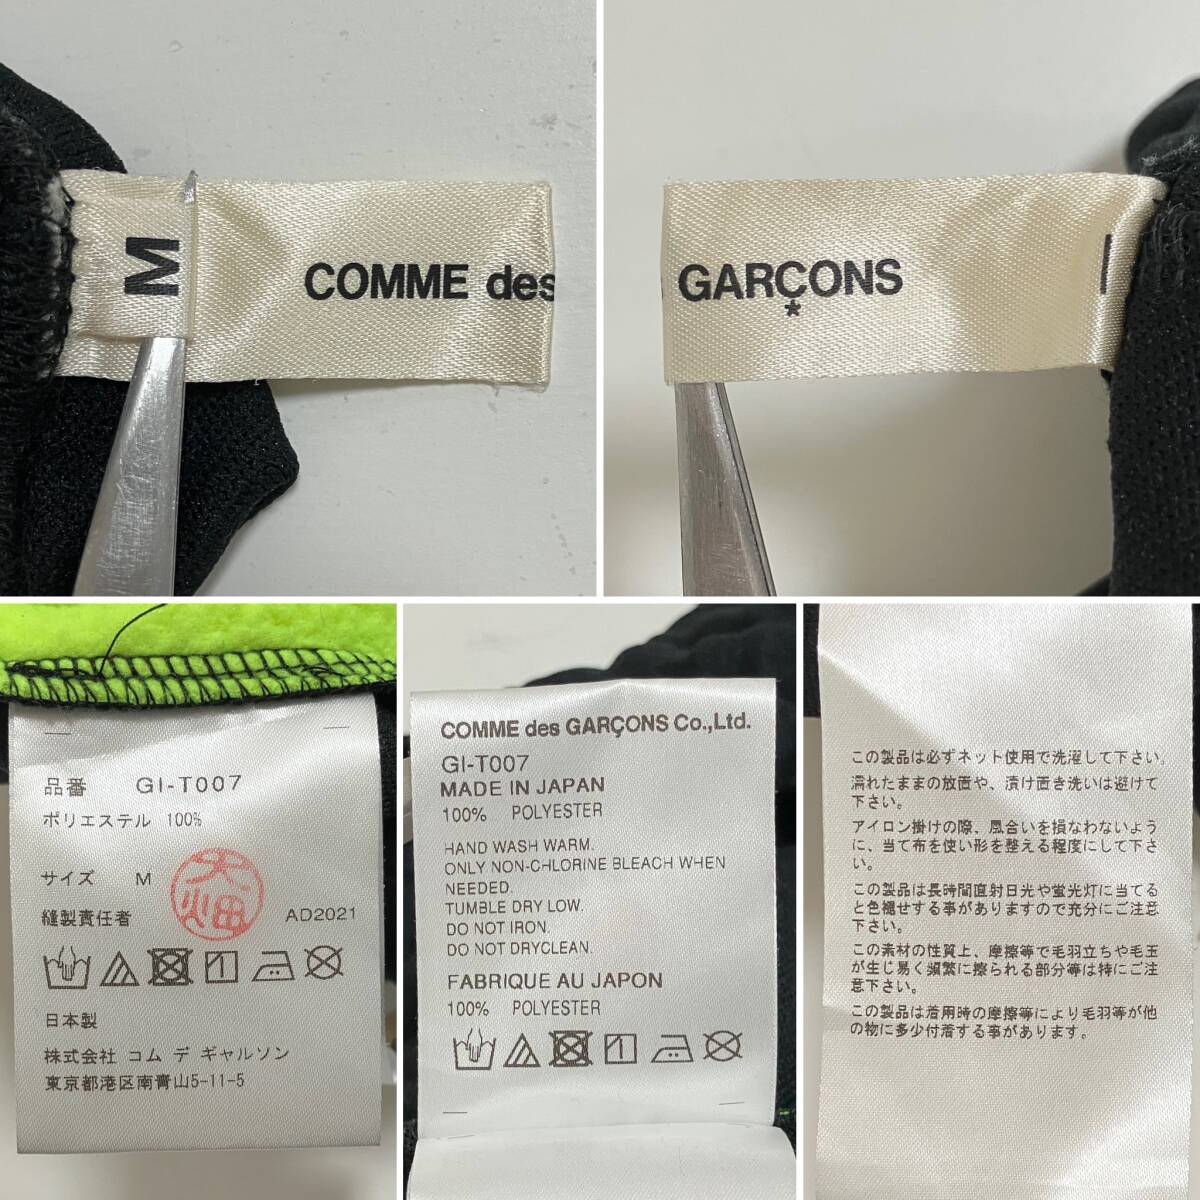 M
COMME des
GARÇONS
*
品番 GI-T007
ポリエステル 100%
サイズ M
縫製責任者
大畑
AD2021
日本製
株式会社 コム デ ギャルソン
東京都港区南青山5-11-5
COMME des GARÇONS Co.,Ltd.
GI-T007
MADE IN JAPAN
100% POLYESTER
HAND WASH WARM.
ONLY NON-CHLORINE BLEACH WHEN
NEEDED.
TUMBLE DRY LOW.
DO NOT IRON.
DO NOT DRYCLEAN.
FABRIQUE AU JAPON
100% POLYESTER
この製品は必ずネット使用で洗濯して下さい。
濡れたままの放置や、漬け置き洗いは避けて
下さい。
アイロン掛けの際、風合いを損なわないよう
に、当て布を使い形を整える程度にして下さ
い。
この製品は長時間直射日光や蛍光灯に当てる
と色褪せする事がありますので充分にご注意
下さい。
この素材の性質上、摩擦等で毛羽立ちや毛玉
が生じ易く頻繁に擦られる部分等は特にご注
意下さい。
この製品は着用時の摩擦等により毛羽等が他
の物に多少付着する事があります。